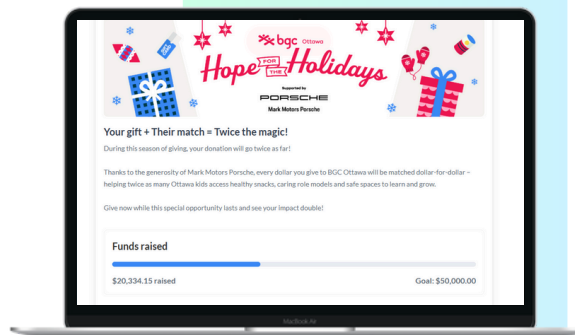 bgc Ottawa
Hope FOR THE Holidays
Supported by
PORSCHE
Mark Motors Porsche
Your gift + Their match = Twice the magic!
During this season of giving, your donation will go twice as far!
Thanks to the generosity of Mark Motors Porsche, every dollar you give to BGC Ottawa will be matched dollar-for-dollar –
helping twice as many Ottawa kids access healthy snacks, caring role models and safe spaces to learn and grow.
Give now while this special opportunity lasts and see your impact double!
Funds raised
$20,334.15 raised
Goal: $50,000.00
MacBook Air